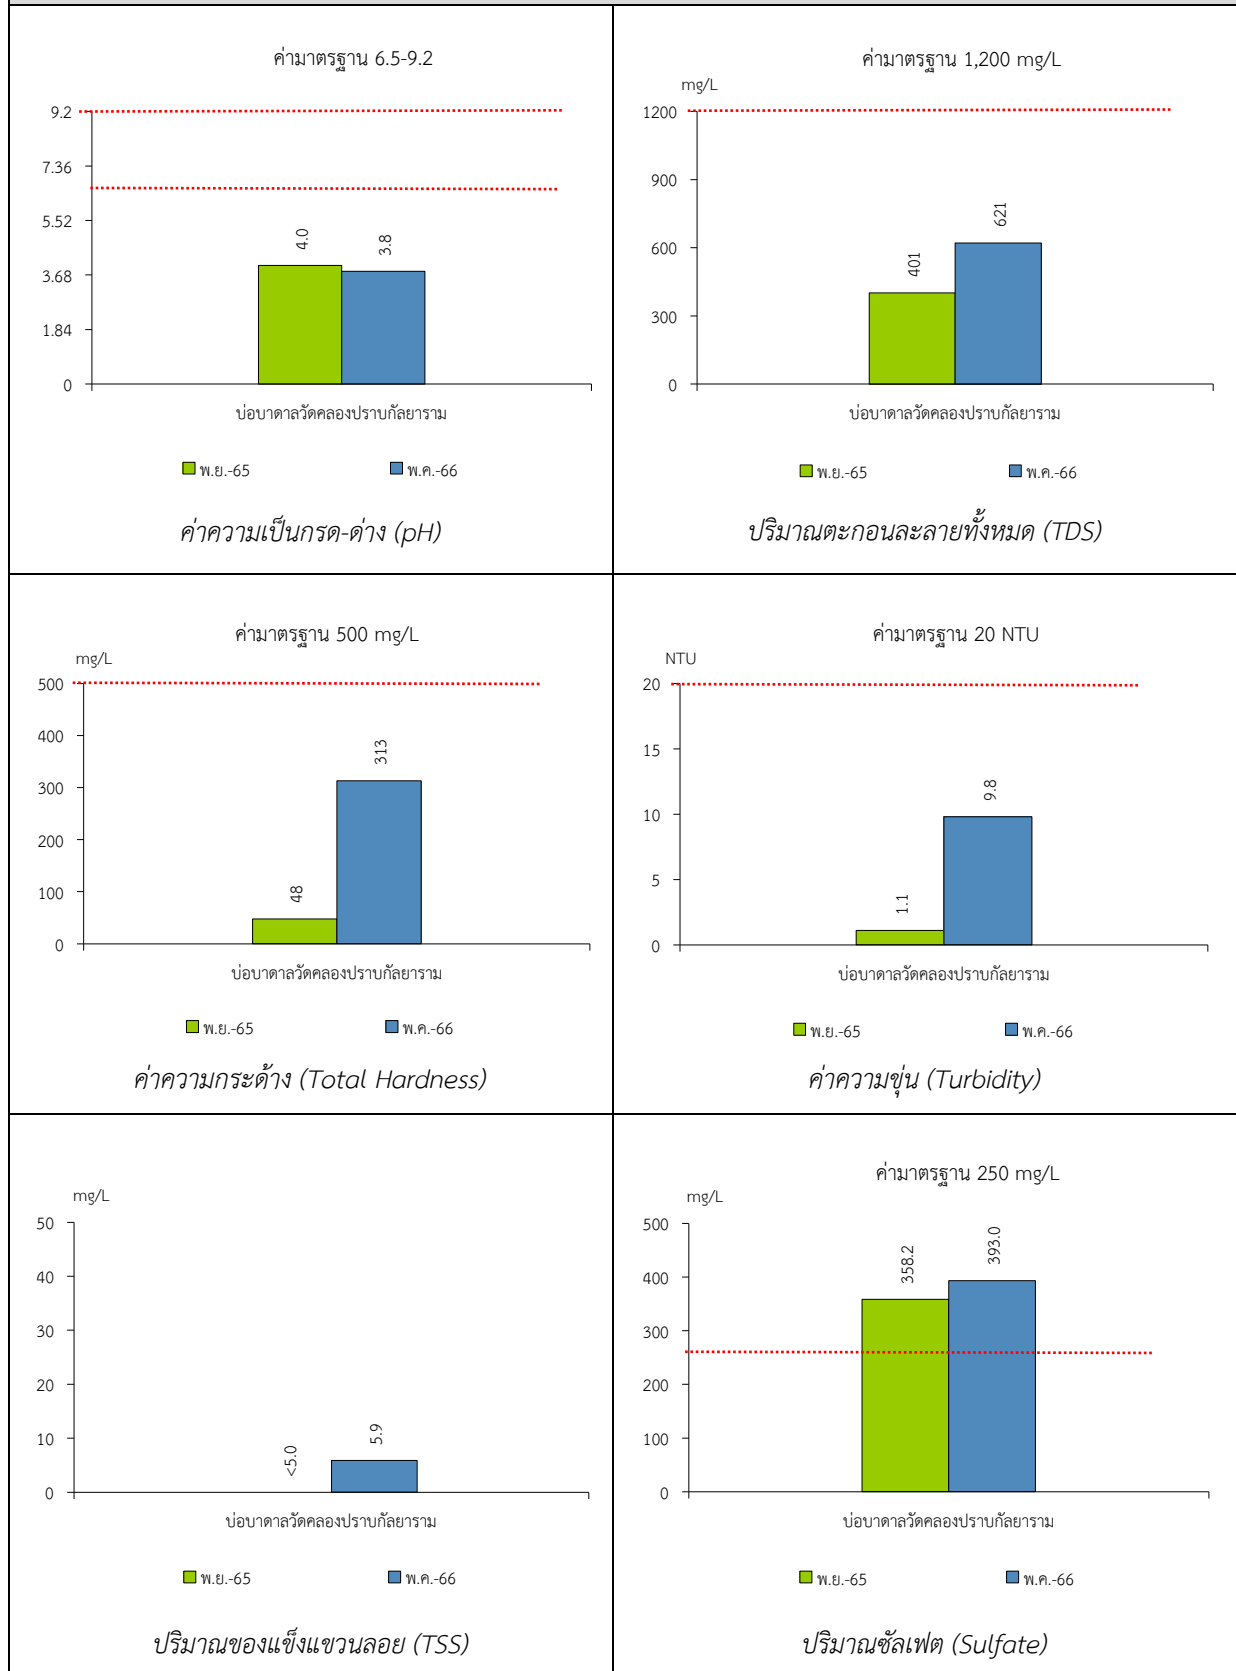 ค่ามาตรฐาน 6.5-9.2
9.2
7.36
5.52
3.68
1.84
0
4.0
3.8
บ่อบาดาลวัดคลองปราบกัลยาราม
พ.ย.-65
พ.ค.-66
ค่าความเป็นกรด-ด่าง (pH)
ค่ามาตรฐาน 1,200 mg/L
mg/L
1200
900
600
300
0
401
621
บ่อบาดาลวัดคลองปราบกัลยาราม
พ.ย.-65
พ.ค.-66
ปริมาณตะกอนละลายทั้งหมด (TDS)
ค่ามาตรฐาน 500 mg/L
mg/L
500
400
300
200
100
0
48
313
บ่อบาดาลวัดคลองปราบกัลยาราม
พ.ย.-65
พ.ค.-66
ค่าความกระด้าง (Total Hardness)
ค่ามาตรฐาน 20 NTU
NTU
20
15
10
5
0
1.1
9.8
บ่อบาดาลวัดคลองปราบกัลยาราม
พ.ย.-65
พ.ค.-66
ค่าความขุ่น (Turbidity)
mg/L
50
40
30
20
10
0
<5.0
5.9
บ่อบาดาลวัดคลองปราบกัลยาราม
พ.ย.-65
พ.ค.-66
ปริมาณของแข็งแขวนลอย (TSS)
ค่ามาตรฐาน 250 mg/L
mg/L
500
400
300
200
100
0
358.2
393.0
บ่อบาดาลวัดคลองปราบกัลยาราม
พ.ย.-65
พ.ค.-66
ปริมาณซัลเฟต (Sulfate)